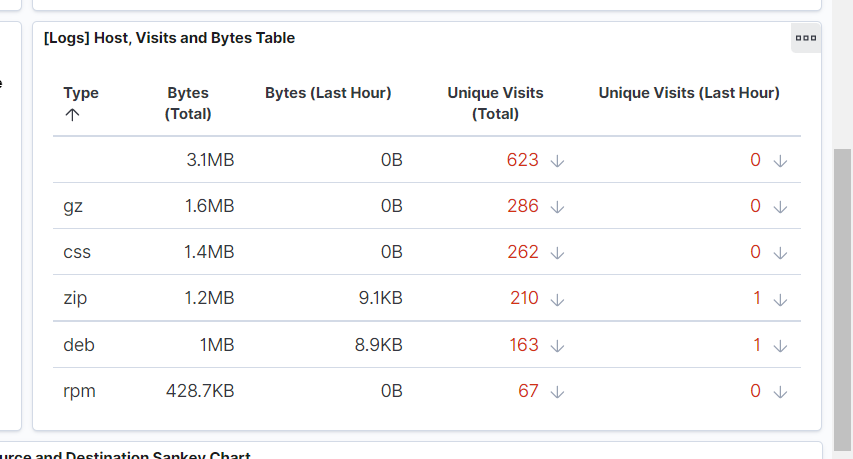 [Logs] Host, Visits and Bytes Table
Type ↑ Bytes (Total) Bytes (Last Hour) Unique Visits (Total) Unique Visits (Last Hour)
3.1MB 0B 623 ↓ 0 ↓
gz 1.6MB 0B 286 ↓ 0 ↓
css 1.4MB 0B 262 ↓ 0 ↓
zip 1.2MB 9.1KB 210 ↓ 1 ↓
deb 1MB 8.9KB 163 ↓ 1 ↓
rpm 428.7KB 0B 67 ↓ 0 ↓
and Destination Sankey Chart